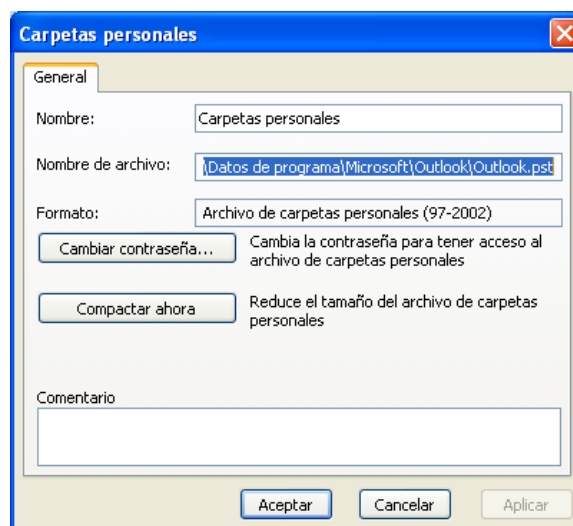 Carpetas personales
General
Nombre: Carpetas personales
Nombre de archivo: \Datos de programa\Microsoft\Outlook\Outlook.pst
Formato: Archivo de carpetas personales (97-2002)
Cambiar contraseña... Cambia la contraseña para tener acceso al
archivo de carpetas personales
Compactar ahora Reduce el tamaño del archivo de carpetas
personales
Comentario
Aceptar Cancelar Aplicar